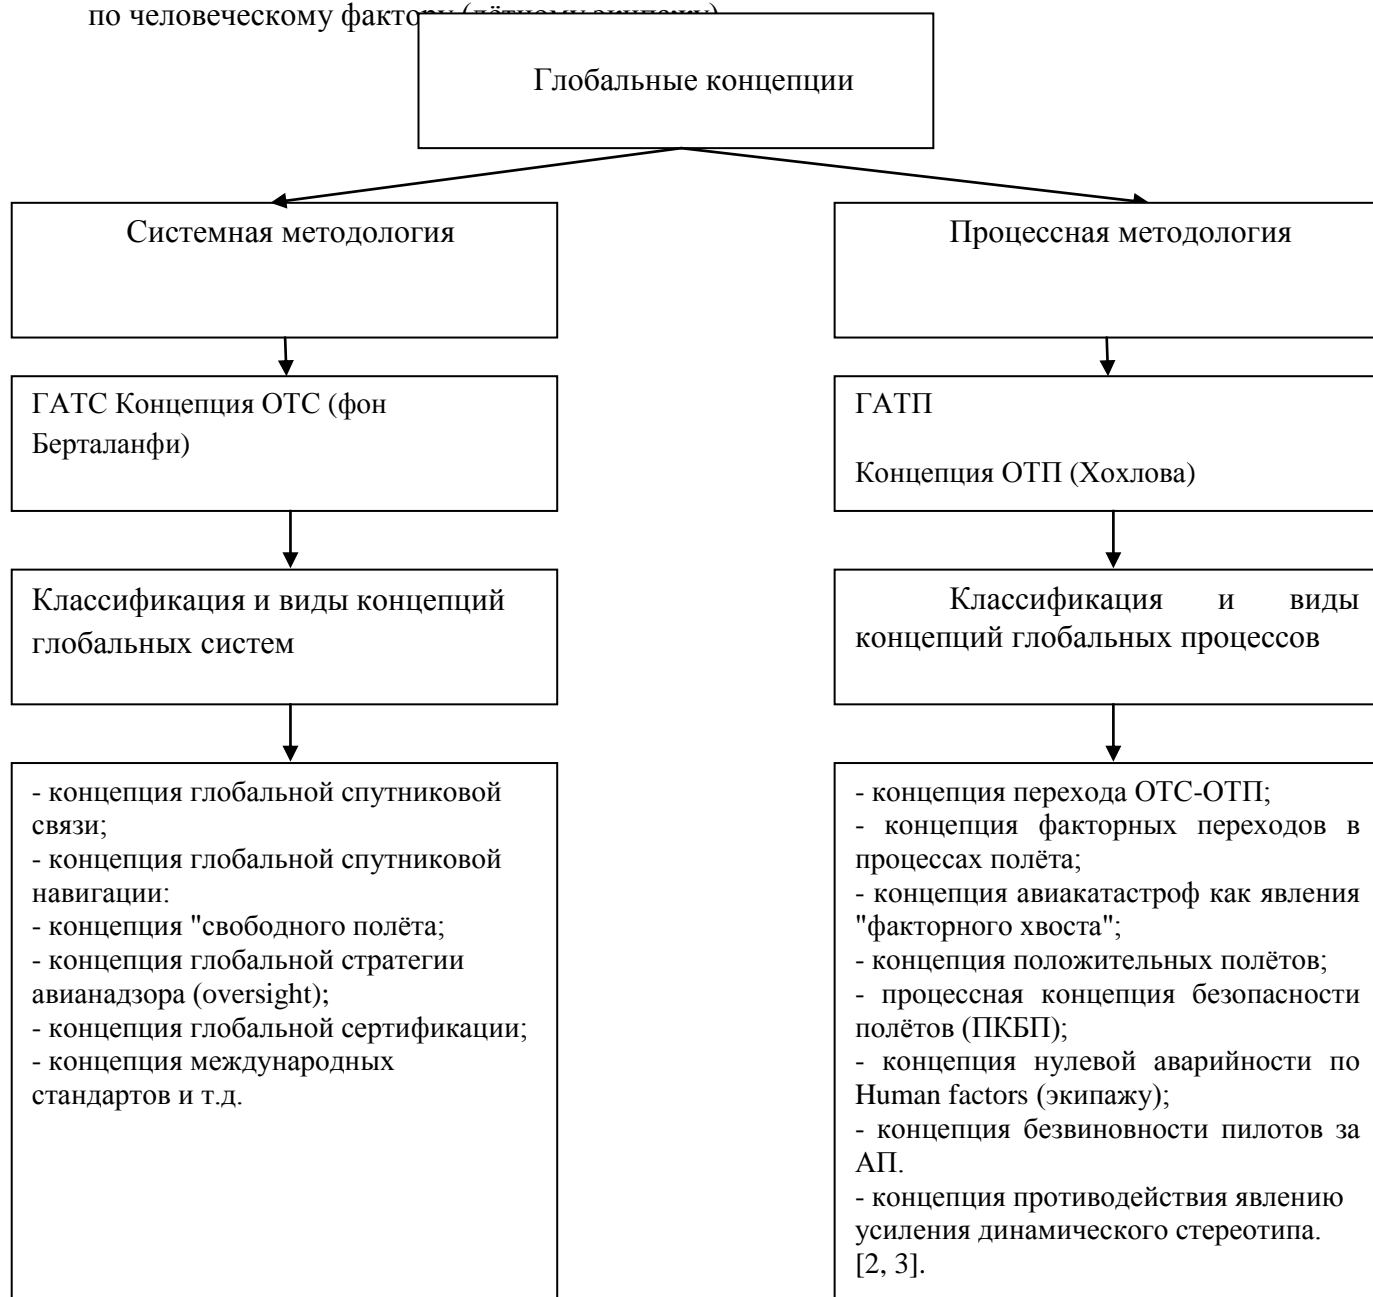 по человеческому фактору (лётному экипажу)
Глобальные концепции
Системная методология
Процессная методология
ГАТС Концепция ОТС (фон
Берталанфи)
ГАТП
Концепция ОТП (Хохлова)
Классификация и виды концепций
глобальных систем
Классификация и виды
концепций глобальных процессов
- концепция глобальной спутниковой
связи;
- концепция глобальной спутниковой
навигации:
- концепция "свободного полёта;
- концепция глобальной стратегии
авианадзора (oversight);
- концепция глобальной сертификации;
- концепция международных
стандартов и т.д.
- концепция перехода ОТС-ОТП;
- концепция факторных переходов в
процессах полёта;
- концепция авиакатастроф как явления
"факторного хвоста";
- концепция положительных полётов;
- процессная концепция безопасности
полётов (ПКБП);
- концепция нулевой аварийности по
Human factors (экипажу);
- концепция безвиновности пилотов за
АП.
- концепция противодействия явлению
усиления динамического стереотипа.
[2, 3].